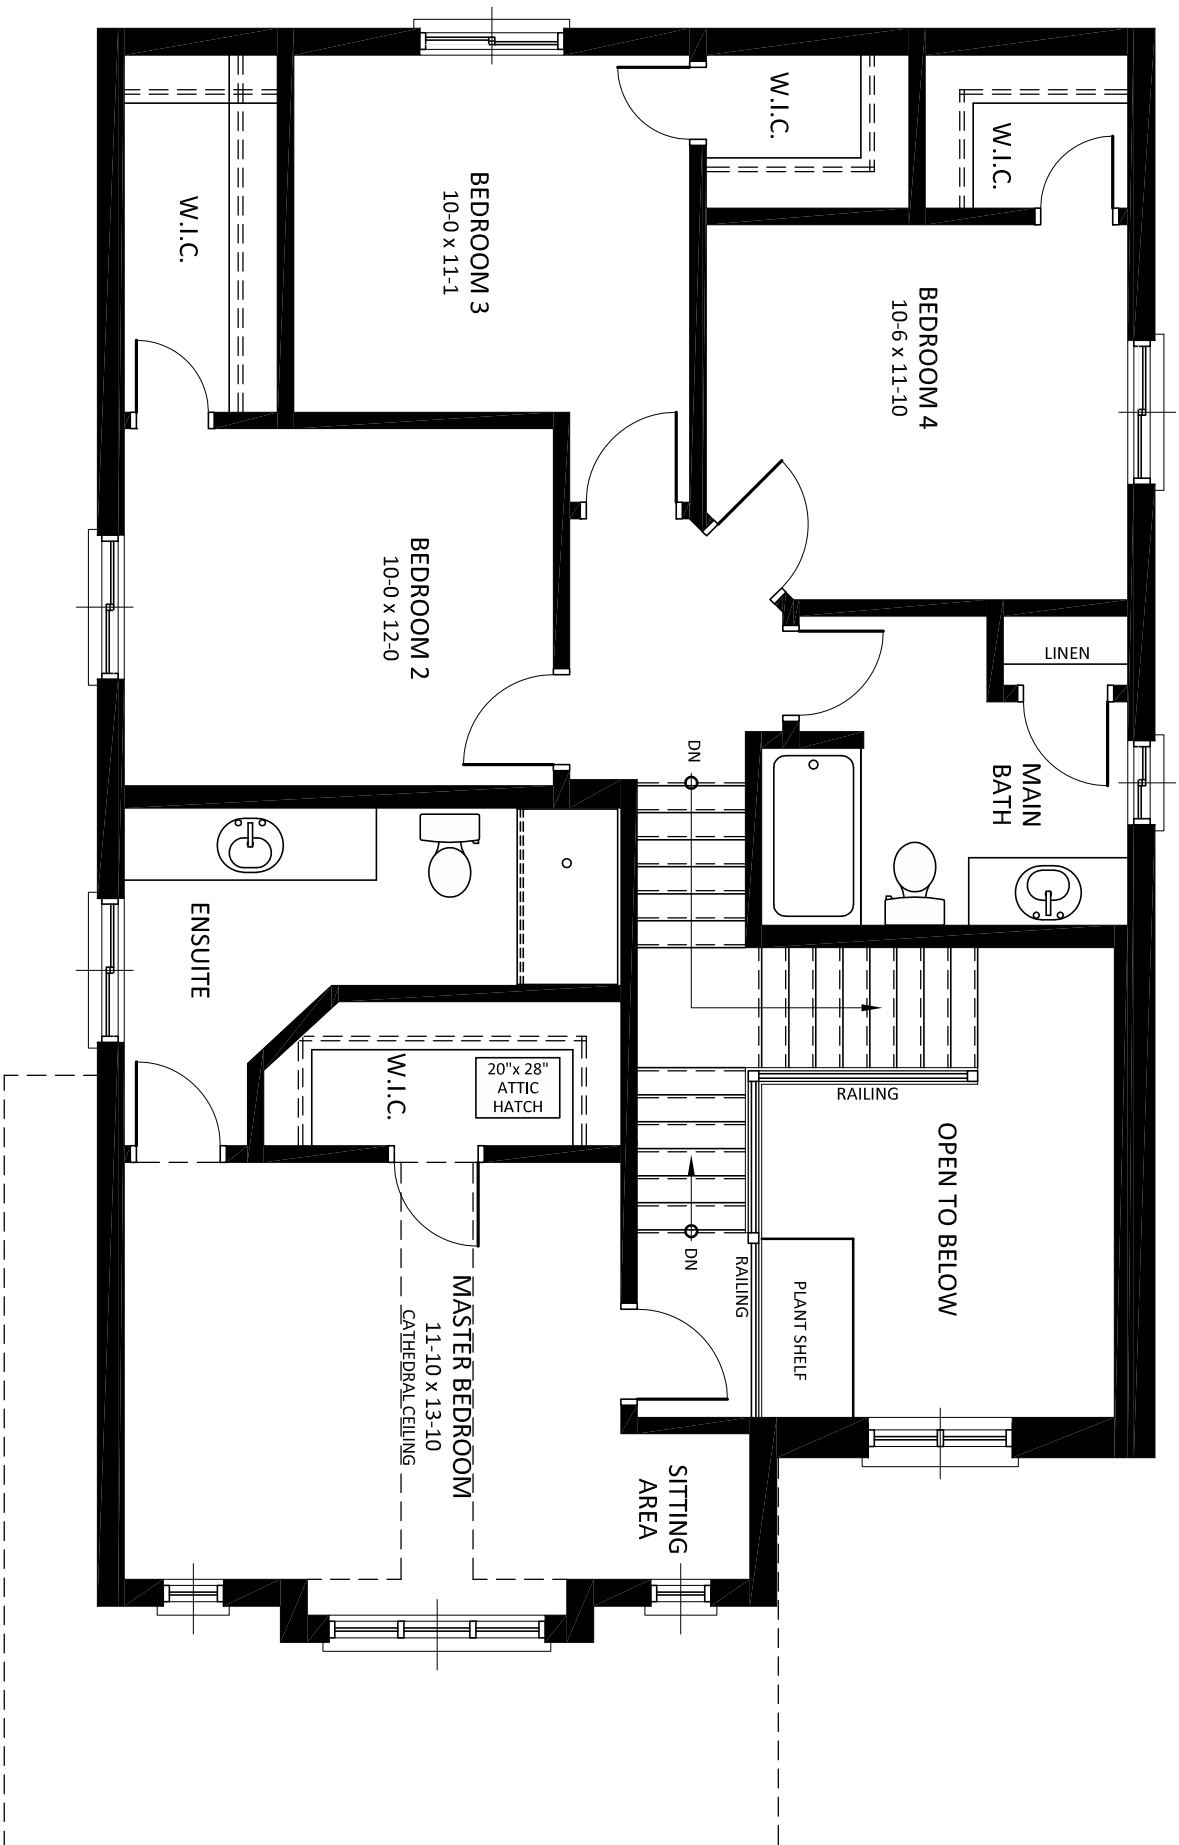 W.I.C.
W.I.C.
W.I.C.
BEDROOM 3
10-0 x 11-1
BEDROOM 4
10-6 x 11-10
BEDROOM 2
10-0 x 12-0
LINEN
DN
MAIN
BATH
ENSUITE
W.I.C.
20"x 28"
ATTIC
HATCH
RAILING
OPEN TO BELOW
DN
RAILING
PLANT SHELF
MASTER BEDROOM
11-10 x 13-10
CATHEDRAL CEILING
SITTING
AREA